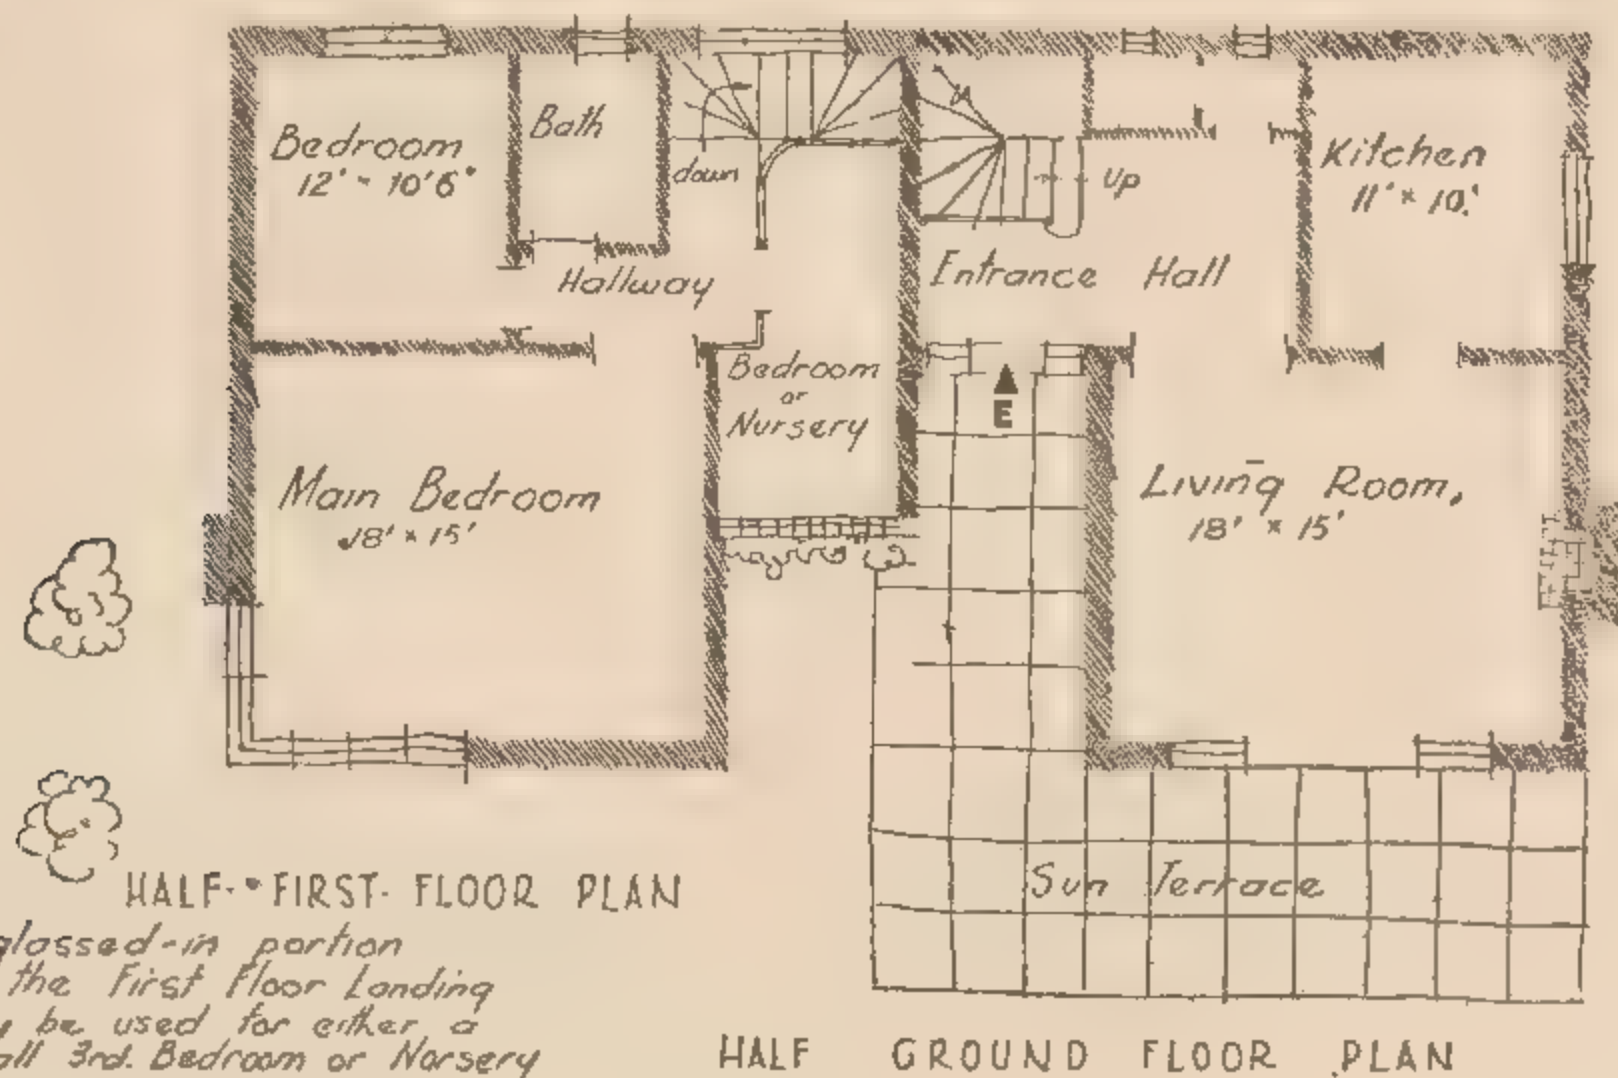 Bedroom
12' × 10'6"
Bath
down
Hallway
Bedroom
or
Nursery
Main Bedroom
18' × 15'
up
Entrance Hall
Kitchen
11' × 10'
E
Living Room.
18' × 15'
Sun Terrace
HALF FIRST FLOOR PLAN
glassed-in portion
the First Floor Landing
be used for either a
3rd. Bedroom or Nursery
HALF GROUND FLOOR PLAN